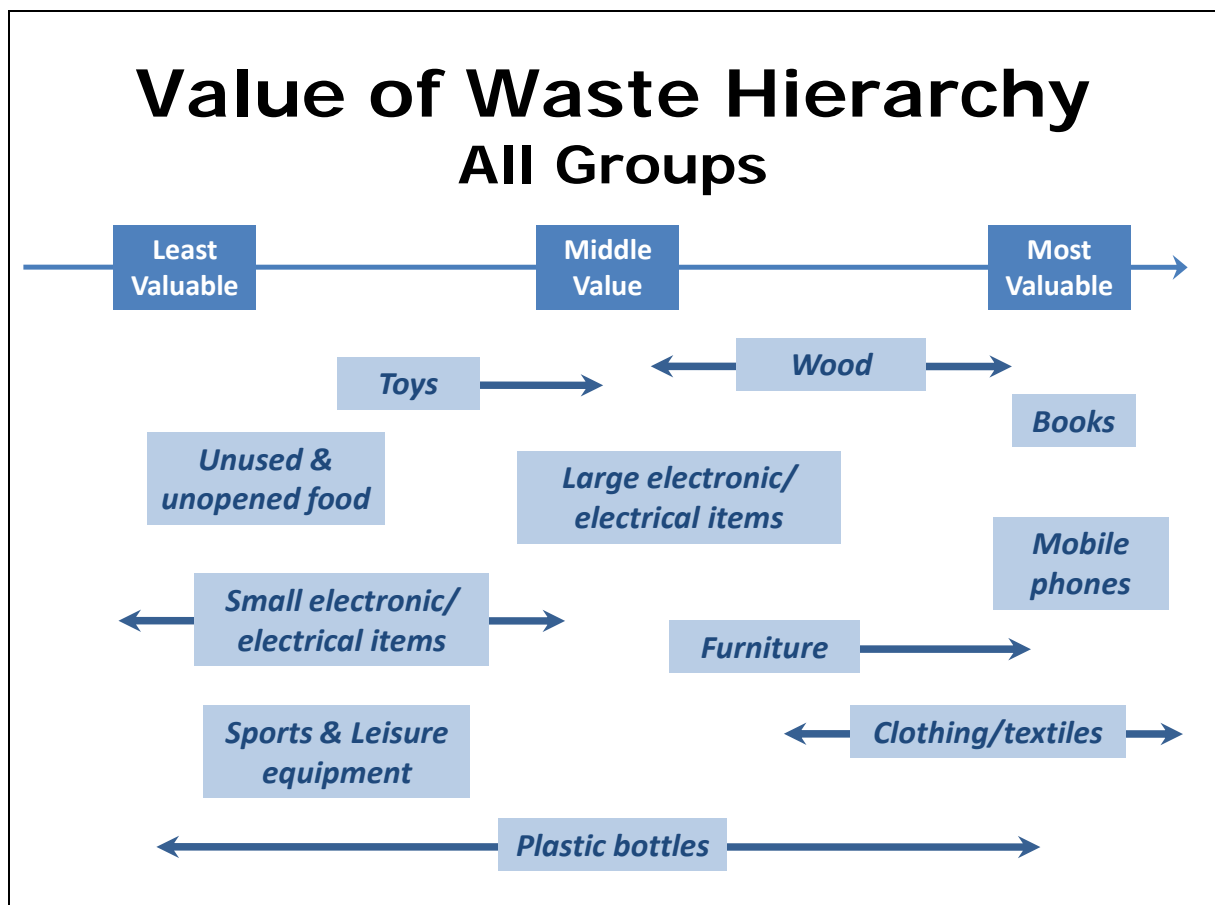 Value of Waste Hierarchy
All Groups
Least
Valuable
Middle
Value
Most
Valuable
Toys
Wood
Books
Unused &
unopened food
Large electronic/
electrical items
Mobile
phones
Small electronic/
electrical items
Furniture
Sports & Leisure
equipment
Clothing/textiles
Plastic bottles